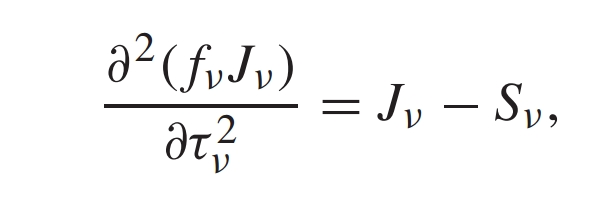 ∂²(f_ν J_ν) / ∂τ_ν² = J_ν − S_ν,